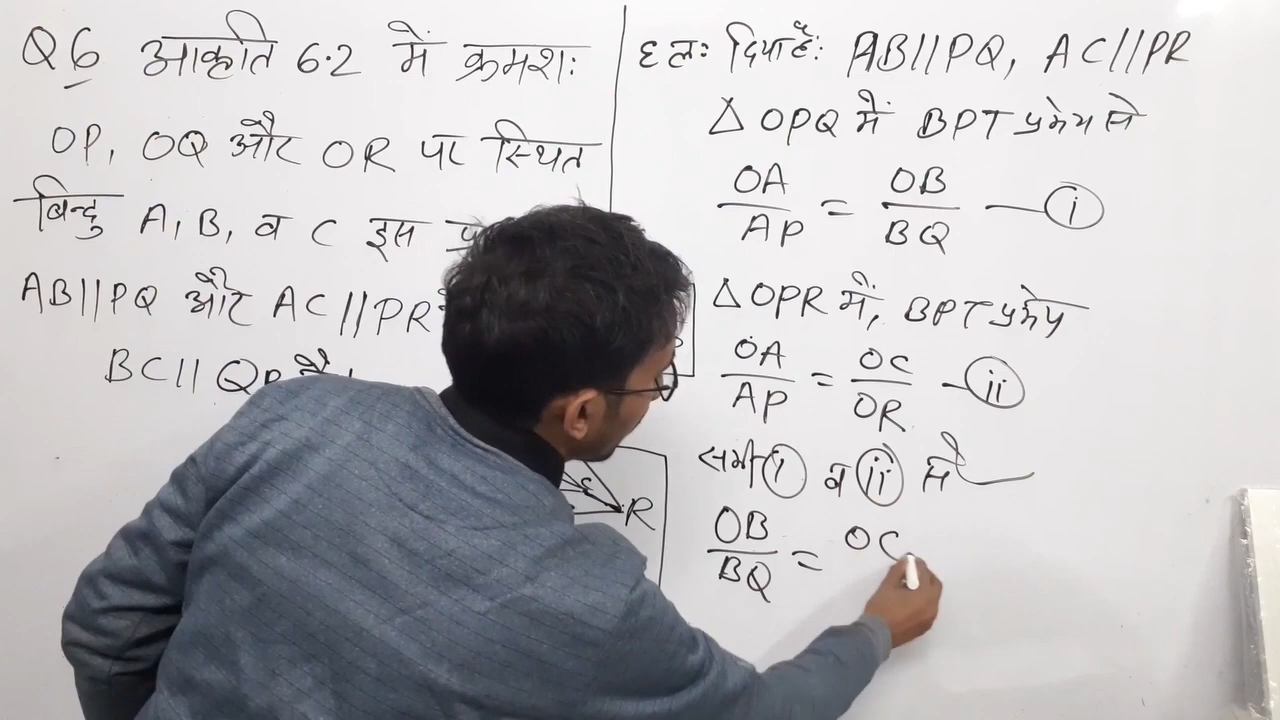 Q6 आकृति 6.2 में क्रमशः
OP, OQ और OR पर स्थित
बिन्दु A, B, व C इस
AB||PQ और AC||PR
BC|| QR है।
R
हलः दिया हैः AB||PQ, AC||PR
△OPQ में BPT प्रमेय से
OA/AP = OB/BQ — i
△OPR में, BPT प्रमेय
OA/AP = OC/OR — ii
समी i व ii से
OB/BQ = OC